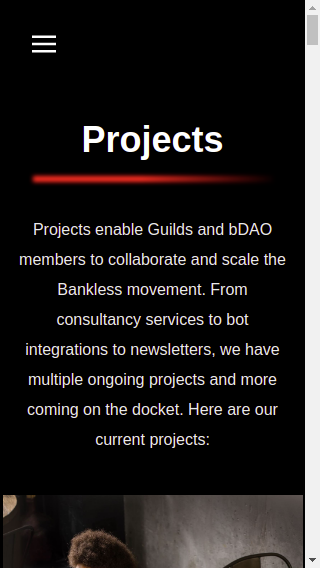 Projects
Projects enable Guilds and bDAO
members to collaborate and scale the
Bankless movement. From
consultancy services to bot
integrations to newsletters, we have
multiple ongoing projects and more
coming on the docket. Here are our
current projects: